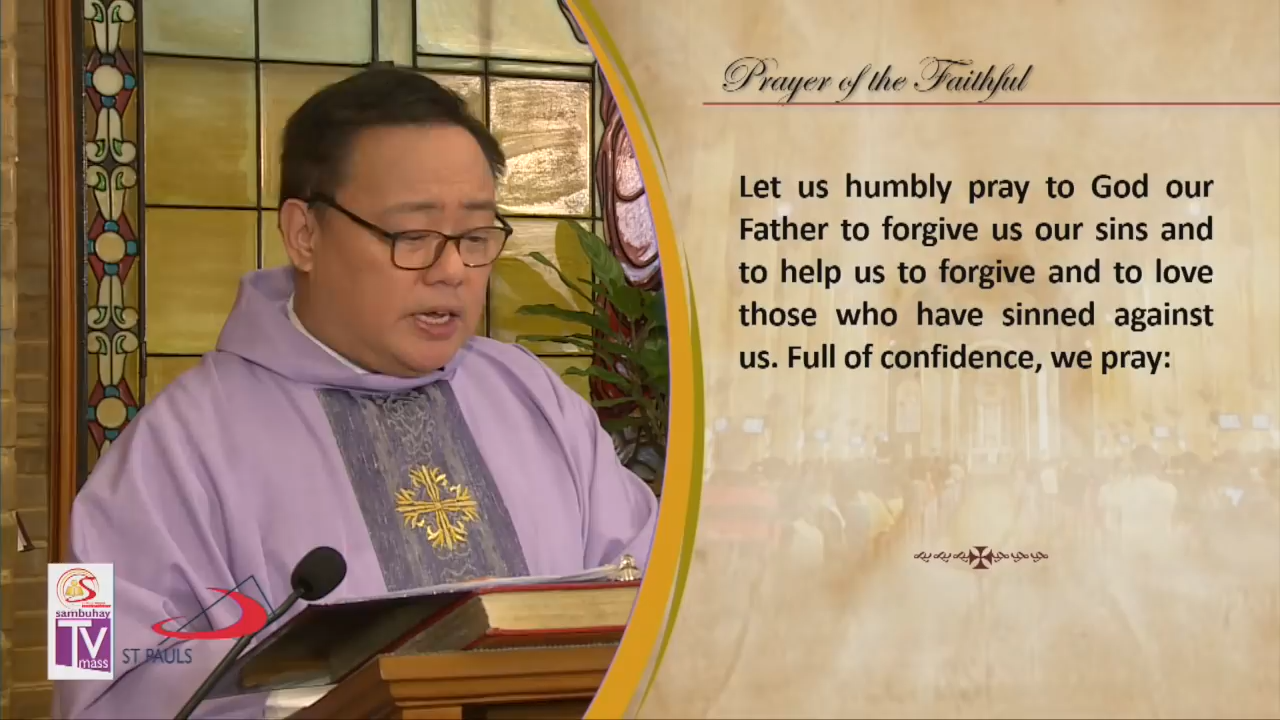 Prayer of the Faithful
Let us humbly pray to God our
Father to forgive us our sins and
to help us to forgive and to love
those who have sinned against
us. Full of confidence, we pray:
sambuhay
TV
mass
ST PAULS